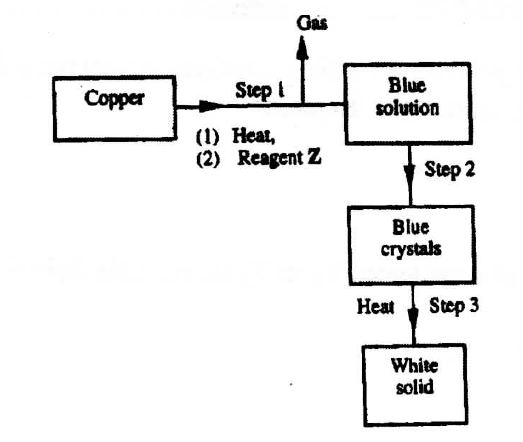 Gas
Copper
Step 1
(1) Heat,
(2) Reagent Z
Blue
solution
Step 2
Blue
crystals
Heat
Step 3
White
solid